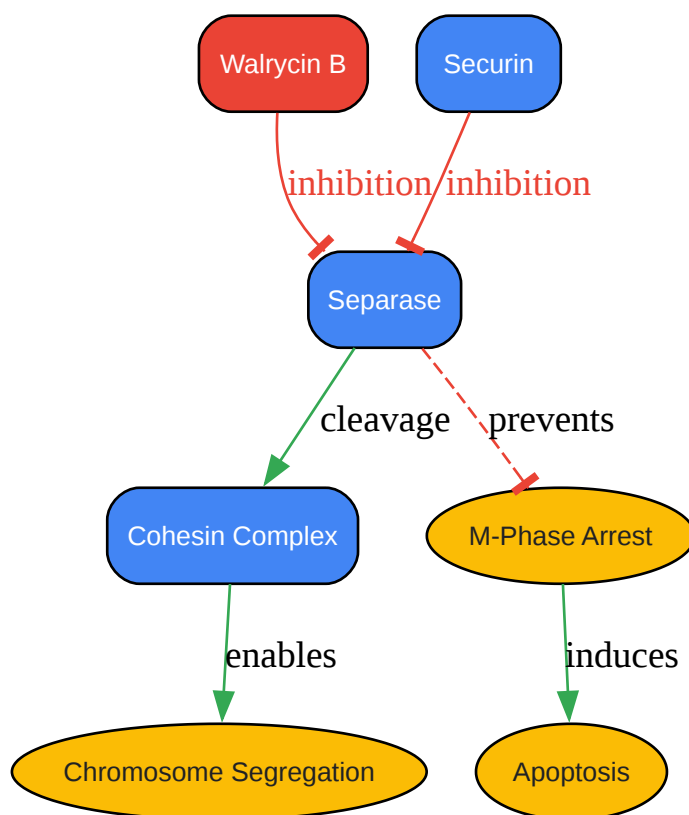 Walrycin B
Securin
inhibition
inhibition
Separase
cleavage
prevents
Cohesin Complex
M-Phase Arrest
enables
induces
Chromosome Segregation
Apoptosis